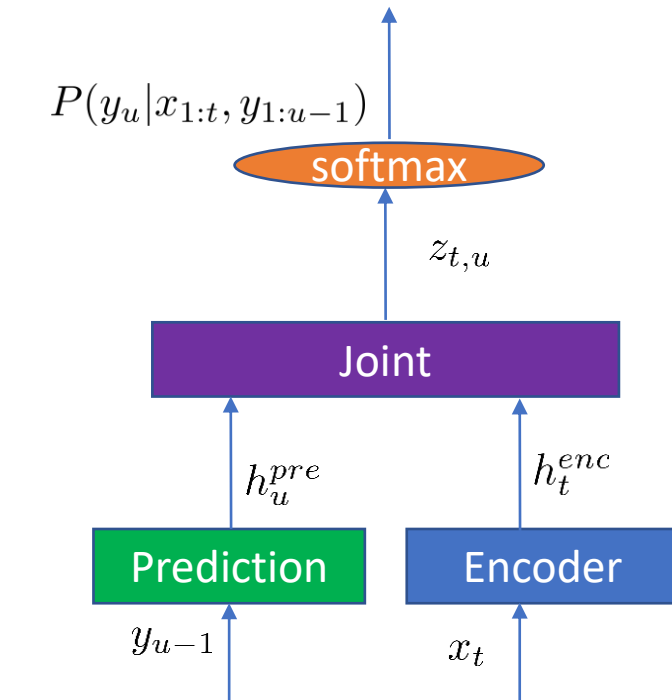 P(y_u|x_{1:t}, y_{1:u−1})
softmax
z_{t,u}
Joint
h_u^{pre}
h_t^{enc}
Prediction
Encoder
y_{u−1}
x_t